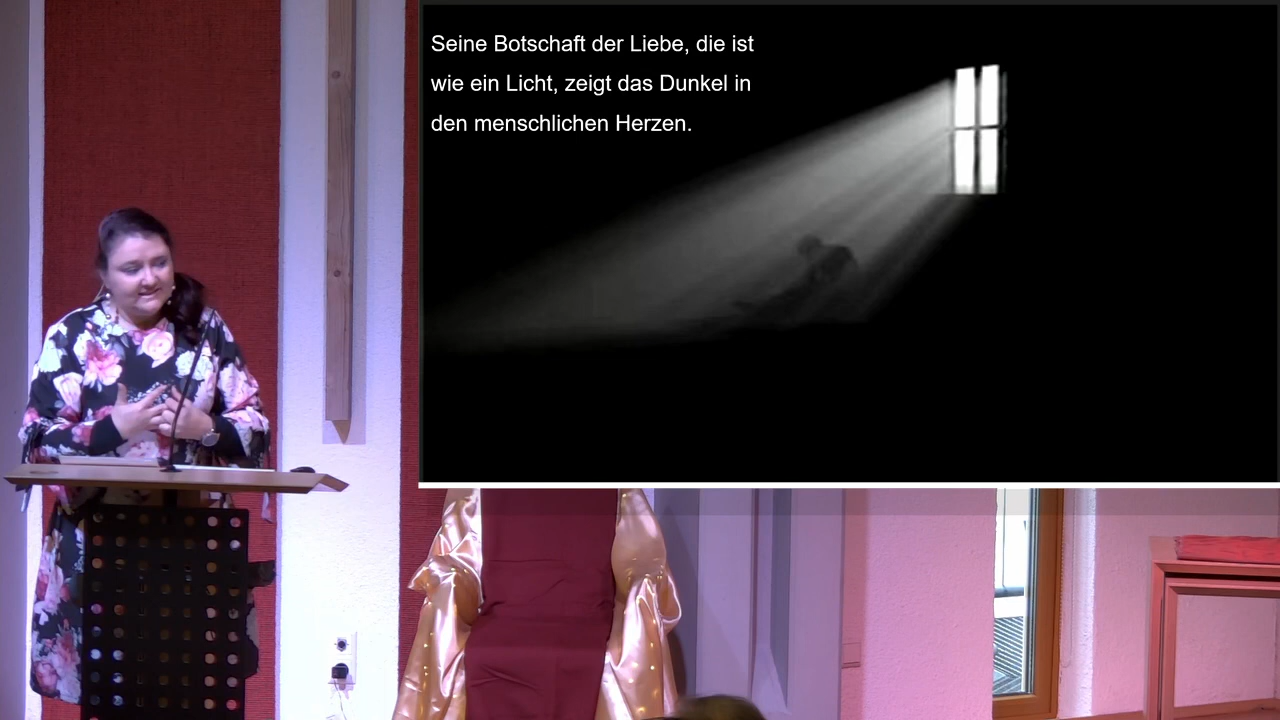 Seine Botschaft der Liebe, die ist
wie ein Licht, zeigt das Dunkel in
den menschlichen Herzen.